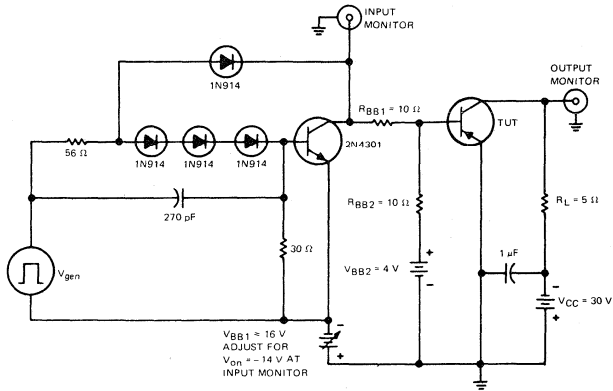 INPUT
MONITOR
1N914
OUTPUT
MONITOR
RBB1 = 10 Ω
TUT
56 Ω
1N914
1N914
1N914
2N4301
270 pF
RBB2 = 10 Ω
RL = 5 Ω
30 Ω
1 μF
Vgen
+
VBB2 = 4 V
-
-
VCC = 30 V
+
VBB1 ≈ 16 V
ADJUST FOR
Von = -14 V AT
INPUT MONITOR
-
+